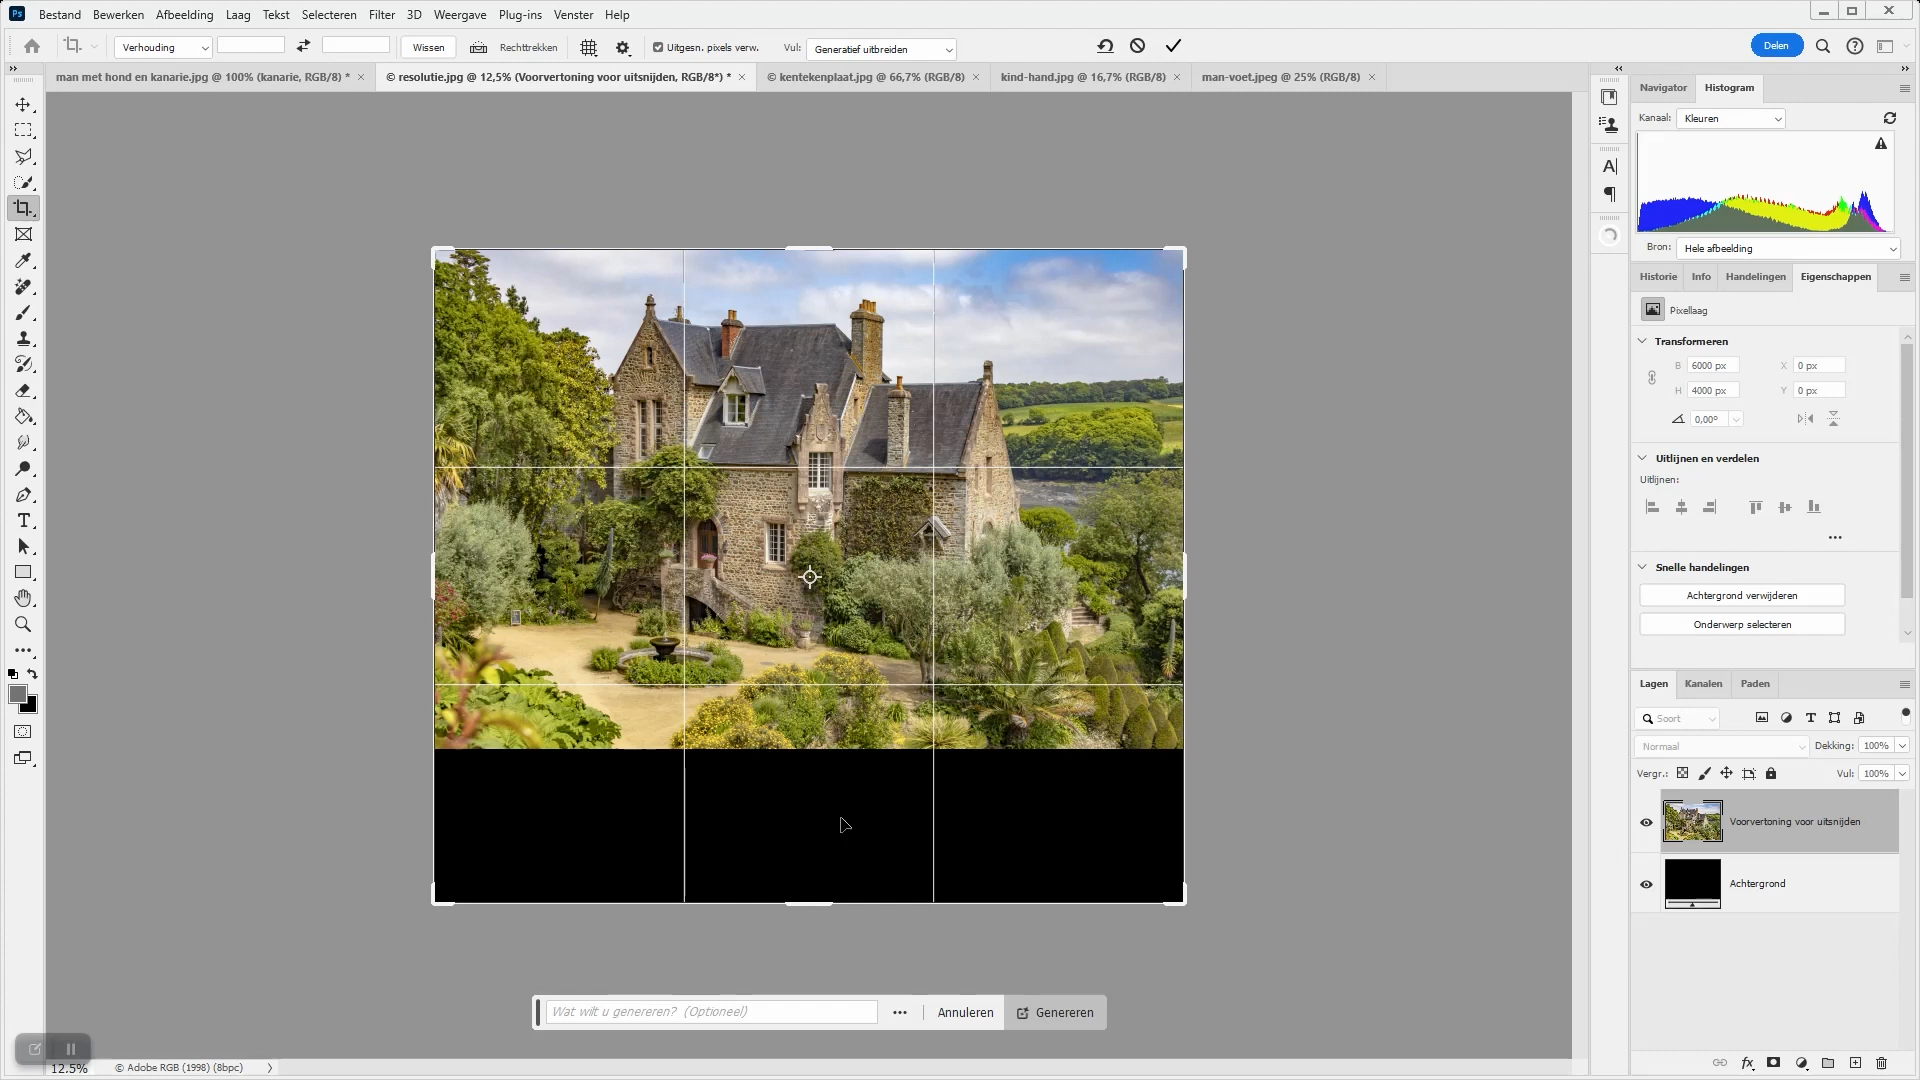 Ps Bestand Bewerken Afbeelding Laag Tekst Selecteren Filter 3D Weergave Plug-ins Venster Help
Verhouding Wissen Rechttrekken Uitgesn. pixels verw. Vul: Generatief uitbreiden Delen
man met hond en kanarie.jpg @ 100% (kanarie, RGB/8) * × © resolutie.jpg @ 12,5% (Voorvertoning voor uitsnijden, RGB/8*) * × © kentekenplaat.jpg @ 66,7% (RGB/8) × kind-hand.jpg @ 16,7% (RGB/8) × man-voet.jpeg @ 25% (RGB/8) ×
Navigator Histogram
Kanaal: Kleuren
Bron: Hele afbeelding
Historie Info Handelingen Eigenschappen
Pixellaag
Transformeren
B 6000 px X 0 px
H 4000 px Y 0 px
0,00°
Uitlijnen en verdelen
Uitlijnen:
Snelle handelingen
Achtergrond verwijderen
Onderwerp selecteren
Lagen Kanalen Paden
Soort
Normaal Dekking: 100%
Vergr.: Vul: 100%
Voorvertoning voor uitsnijden
Achtergrond
Wat wilt u genereren? (Optioneel) Annuleren Genereren
12.5% © Adobe RGB (1998) (8bpc)